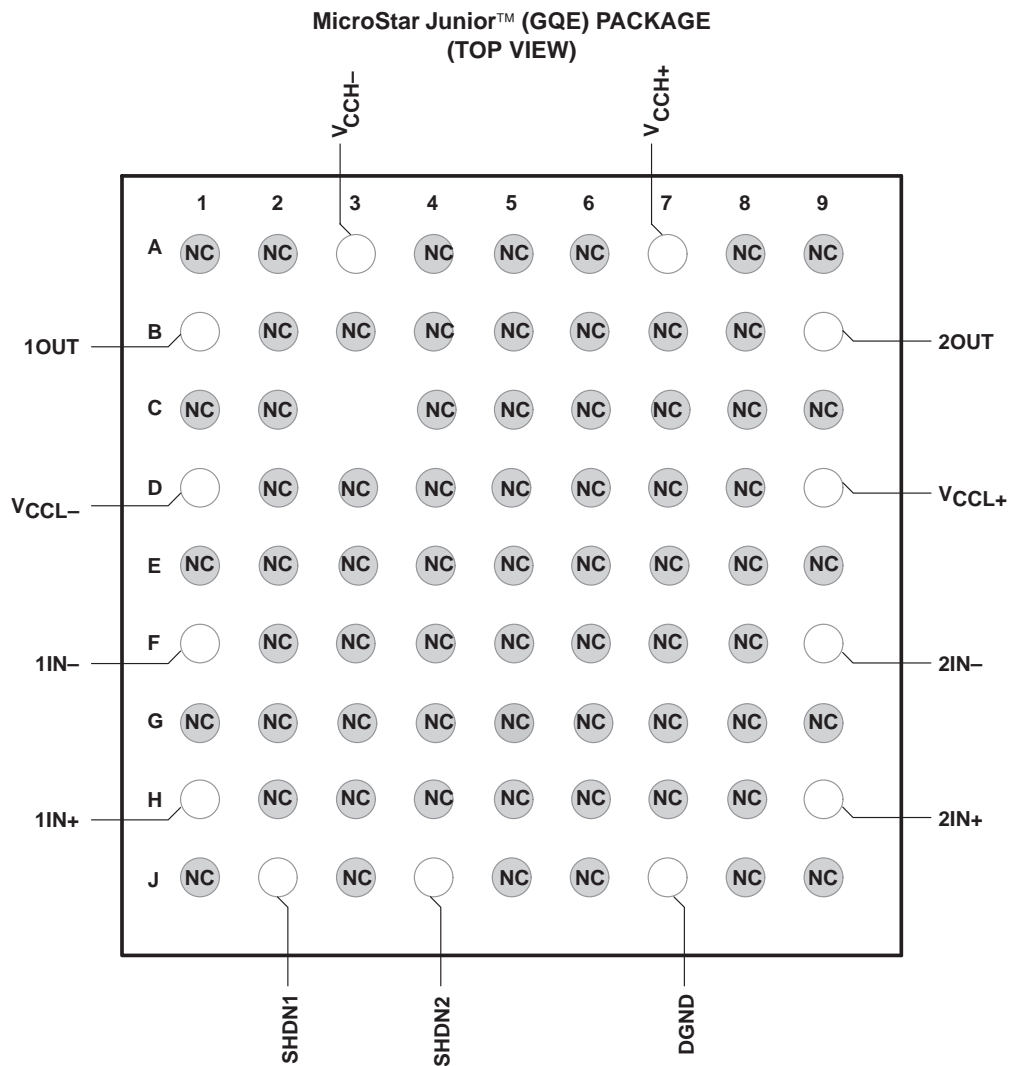 MicroStar Junior™ (GQE) PACKAGE
(TOP VIEW)
VCCH–
VCCH+
1 2 3 4 5 6 7 8 9
A NC NC NC NC NC NC NC
B NC NC NC NC NC NC NC
1OUT
2OUT
C NC NC NC NC NC NC NC NC
D NC NC NC NC NC NC NC
VCCL–
VCCL+
E NC NC NC NC NC NC NC NC NC
F NC NC NC NC NC NC NC
1IN–
2IN–
G NC NC NC NC NC NC NC NC NC
H NC NC NC NC NC NC NC
1IN+
2IN+
J NC NC NC NC NC NC
SHDN1
SHDN2
DGND